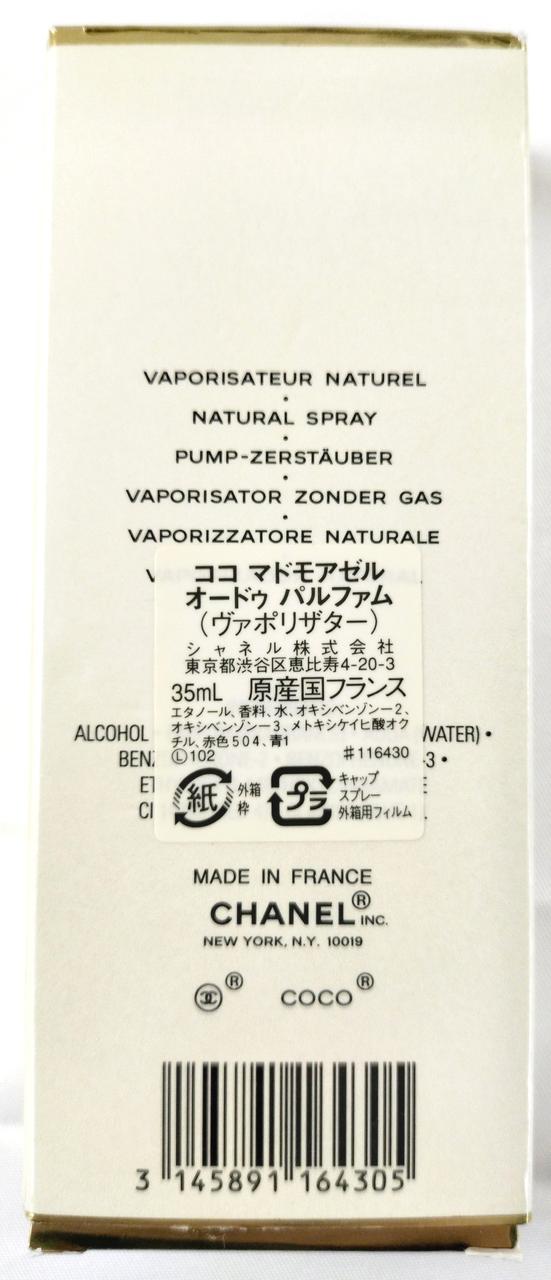 VAPORISATEUR NATUREL
•
NATURAL SPRAY
•
PUMP-ZERSTÄUBER
•
VAPORISATOR ZONDER GAS
•
VAPORIZZATORE NATURALE
ココ マドモアゼル
オードゥ パルファム
(ヴァポリザター)
シャネル株式会社
東京都渋谷区恵比寿4-20-3
35mL 原産国フランス
エタノール、香料、水、オキシベンゾン-2、
オキシベンゾン-3、メトキシケイヒ酸オク
チル、赤色504、青1
Ⓛ102 #116430
ALCOHOL WATER) •
-3 •
紙 外箱
枠
プラ キャップ
スプレー
外箱用フィルム
MADE IN FRANCE
CHANEL® INC.
NEW YORK, N.Y. 10019
® COCO®
3 145891 164305